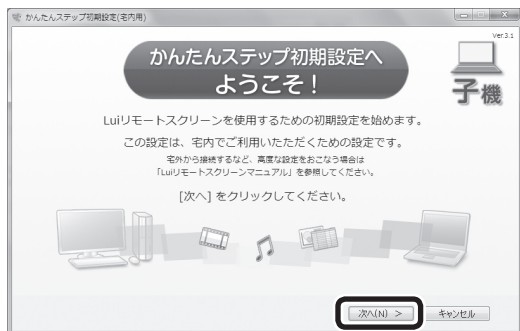 かんたんステップ初期設定(宅内用)
Ver.3.1
かんたんステップ初期設定へ
ようこそ！
子機
Luiリモートスクリーンを使用するための初期設定を始めます。
この設定は、宅内でご利用いたただくための設定です。
宅外から接続するなど、高度な設定をおこなう場合は
「Luiリモートスクリーンマニュアル」を参照してください。
[次へ] をクリックしてください。
次へ(N) >
キャンセル